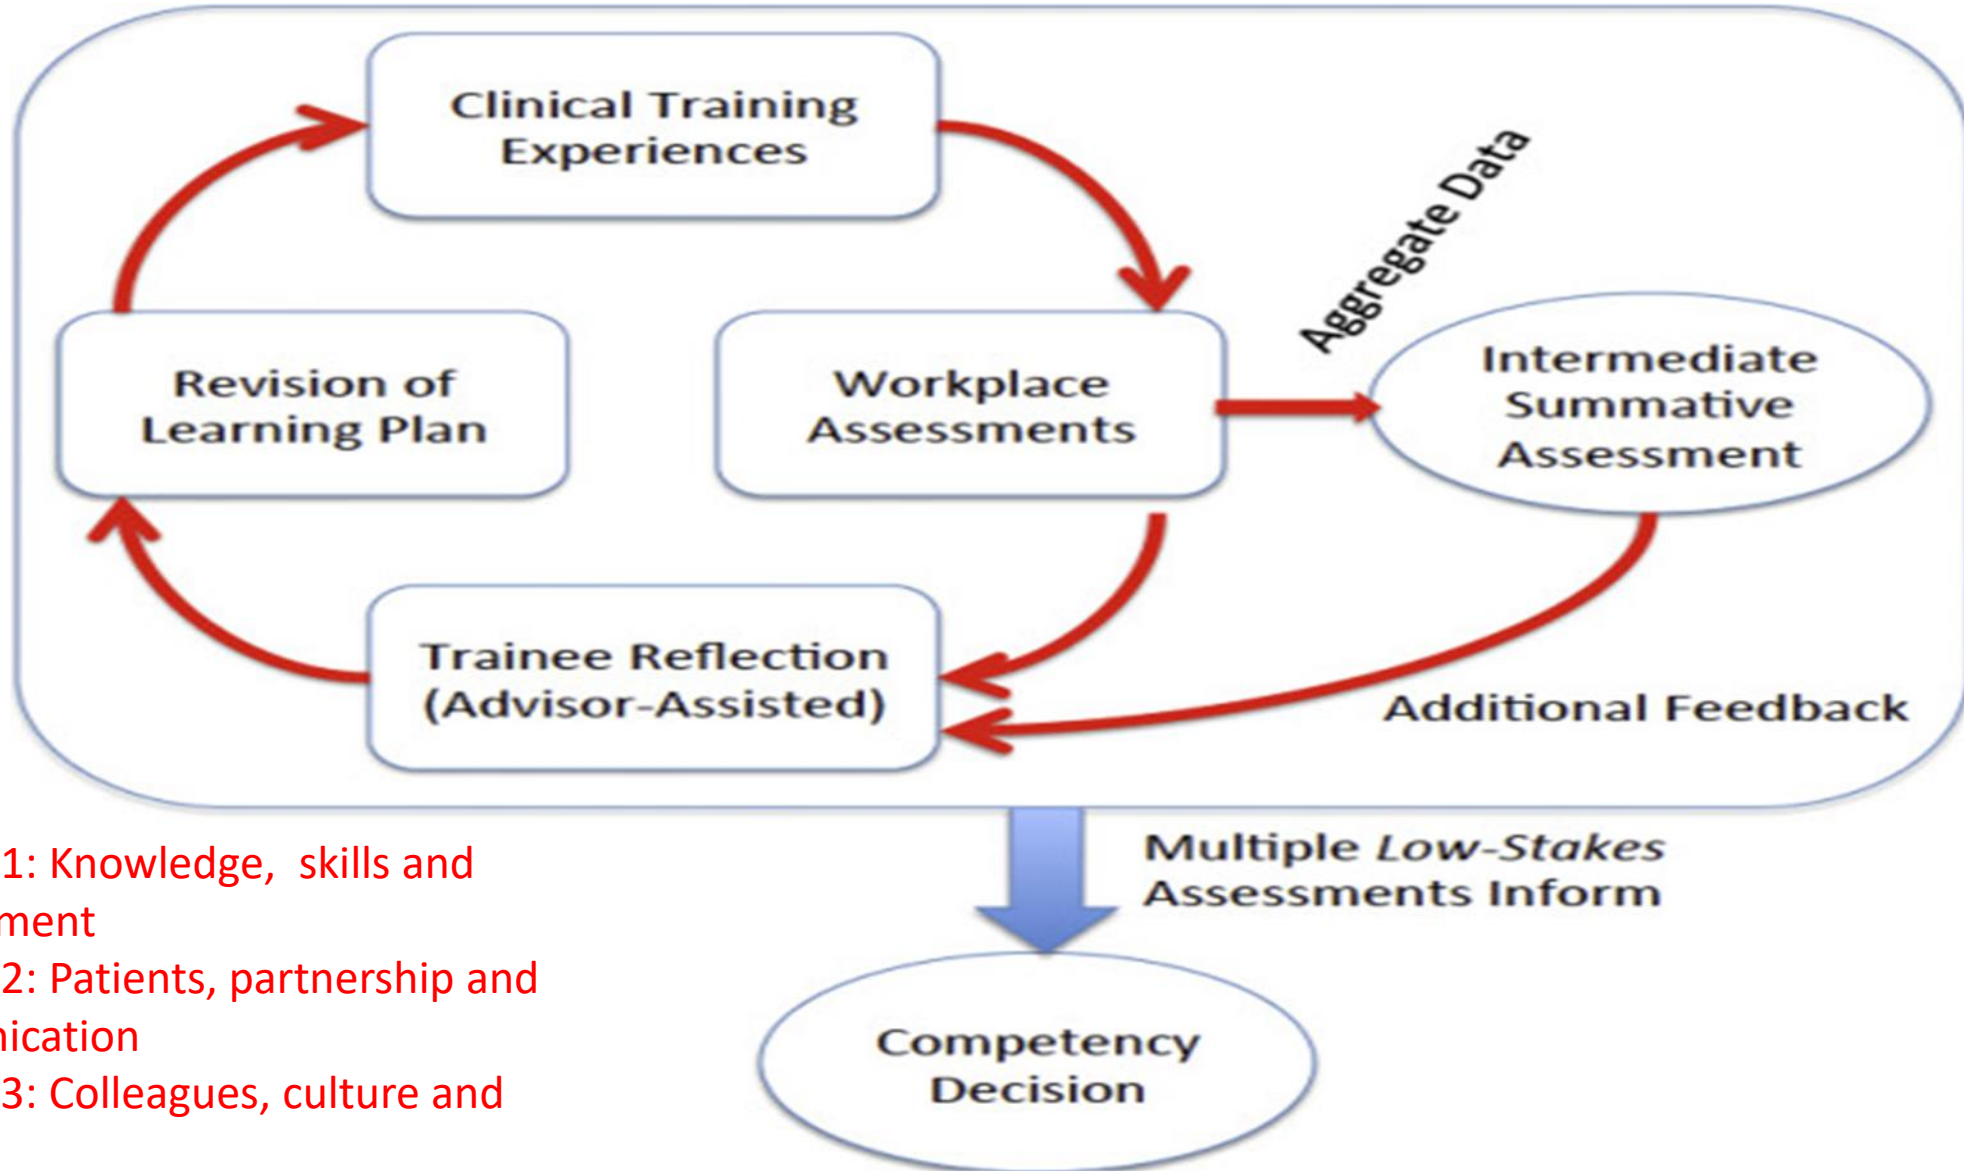 Clinical Training
Experiences
Aggregate Data
Revision of
Learning Plan
Workplace
Assessments
Intermediate
Summative
Assessment
Trainee Reflection
(Advisor-Assisted)
Additional Feedback
Multiple Low-Stakes
Assessments Inform
1: Knowledge, skills and
ment
2: Patients, partnership and
nication
3: Colleagues, culture and
Competency
Decision